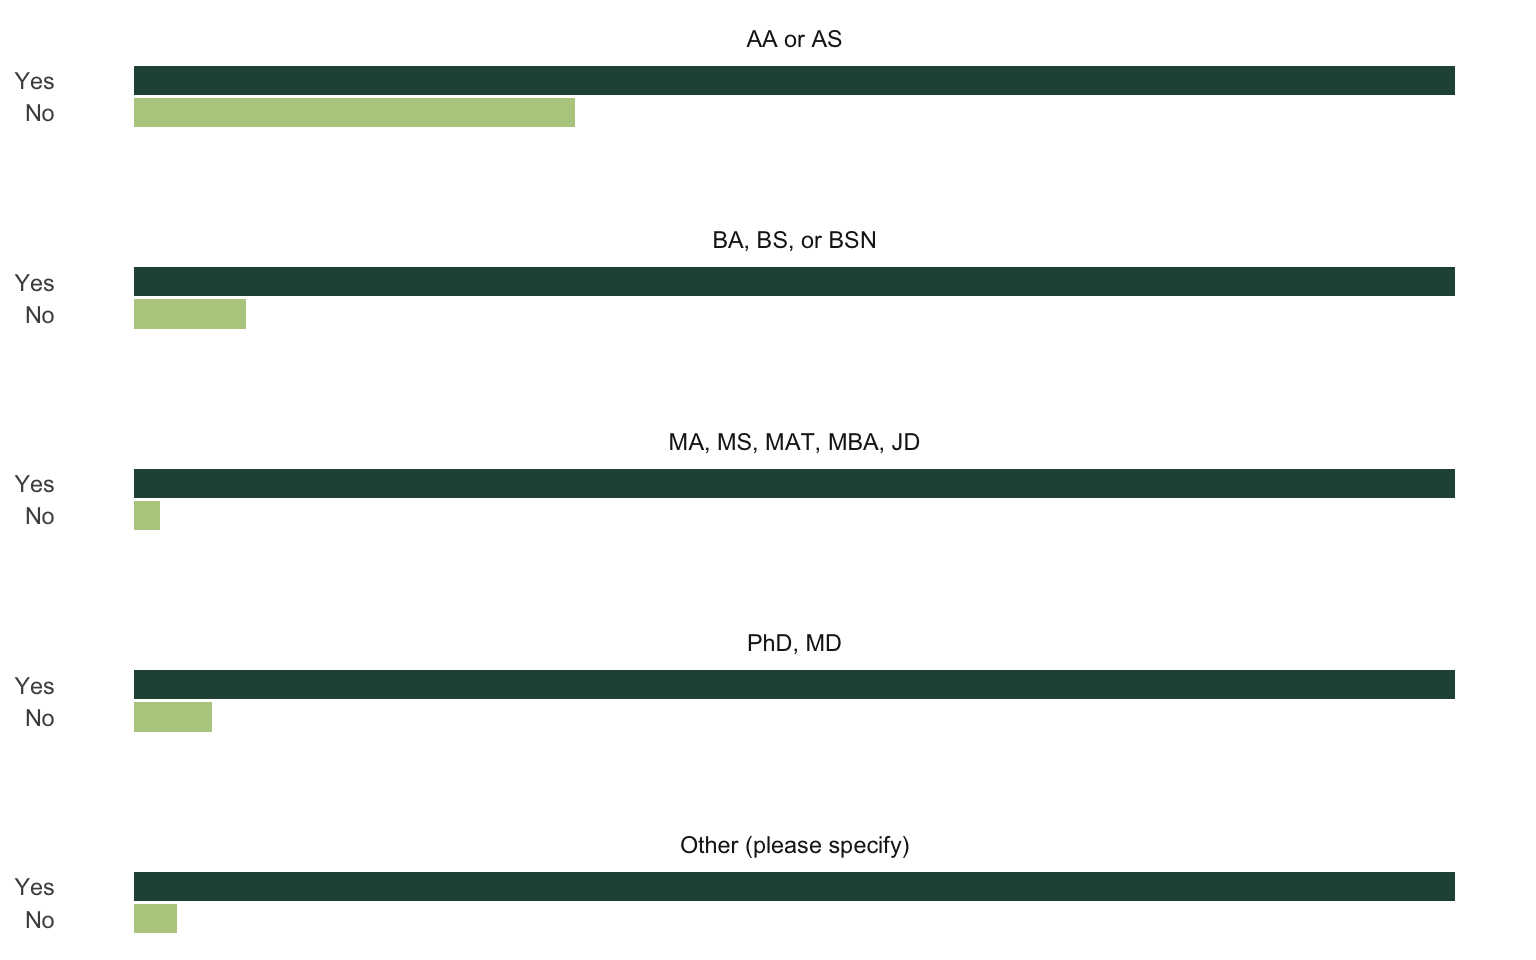 AA or AS
Yes
No
BA, BS, or BSN
Yes
No
MA, MS, MAT, MBA, JD
Yes
No
PhD, MD
Yes
No
Other (please specify)
Yes
No